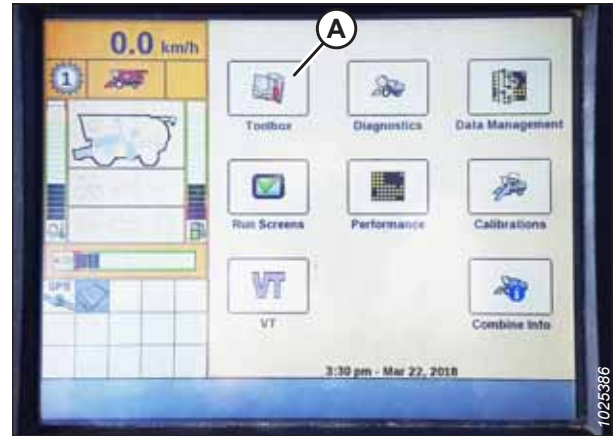 A
0.0 km/h
1
Toolbox Diagnostics Data Management
Run Screens Performance Calibrations
GPS
VT
VT Combine Info
3:30 pm - Mar 22, 2018
1025386